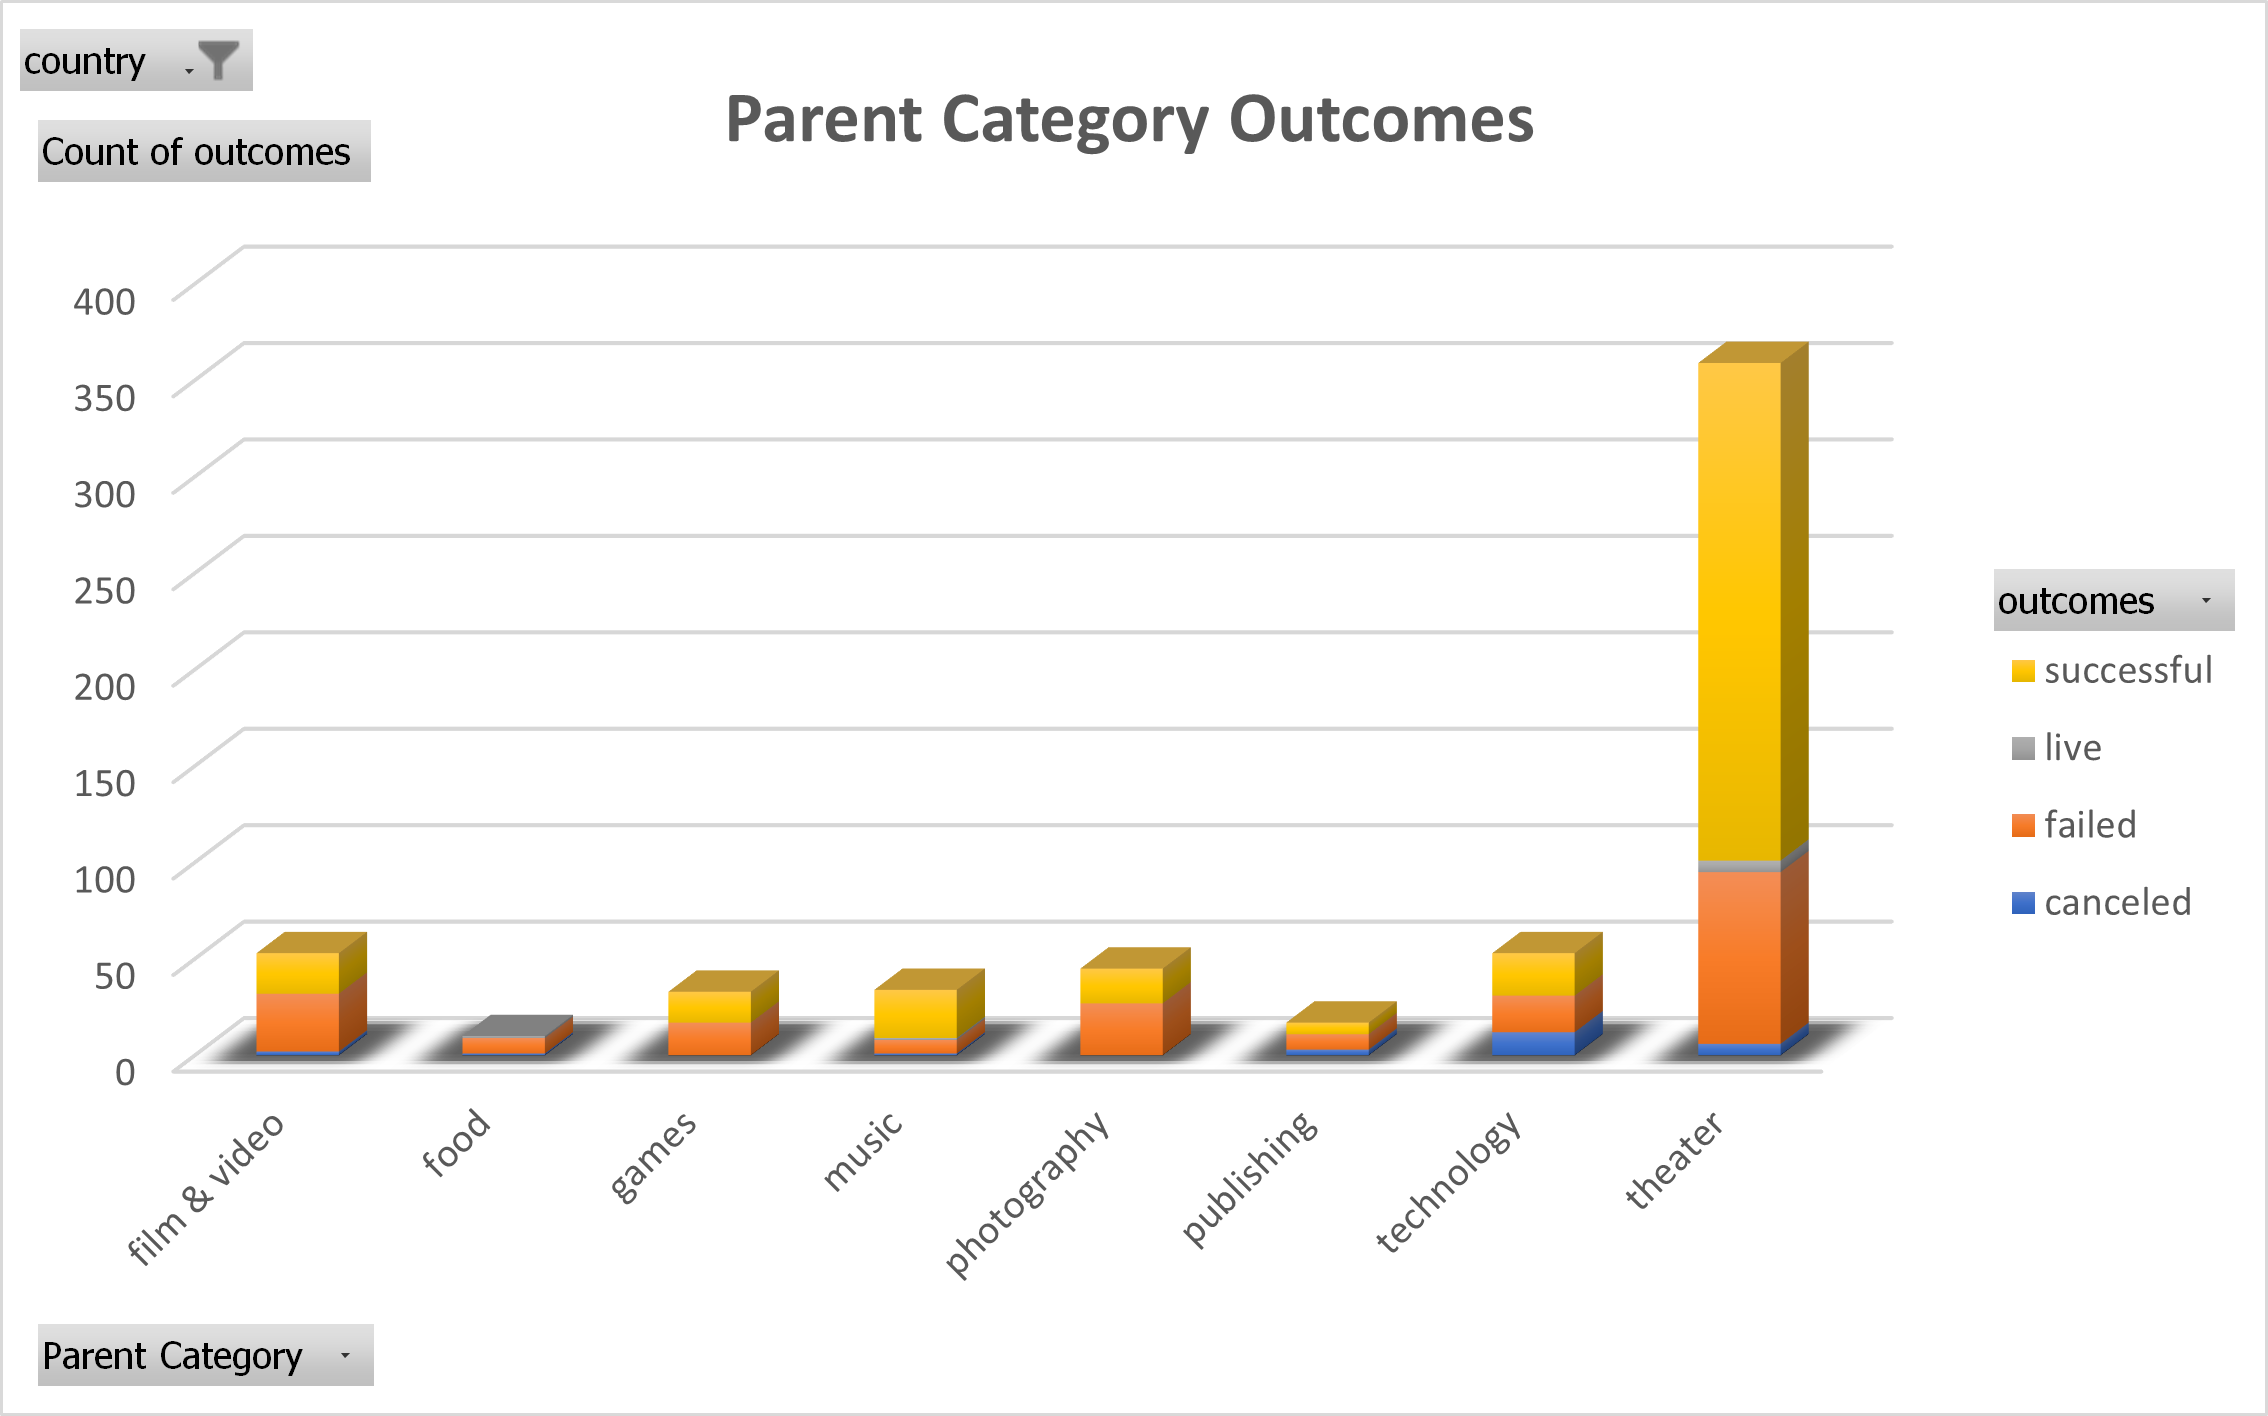 country
Count of outcomes
Parent Category Outcomes
400
350
300
250
200
150
100
50
0
film & video
food
games
music
photography
publishing
technology
theater
outcomes
successful
live
failed
canceled
Parent Category